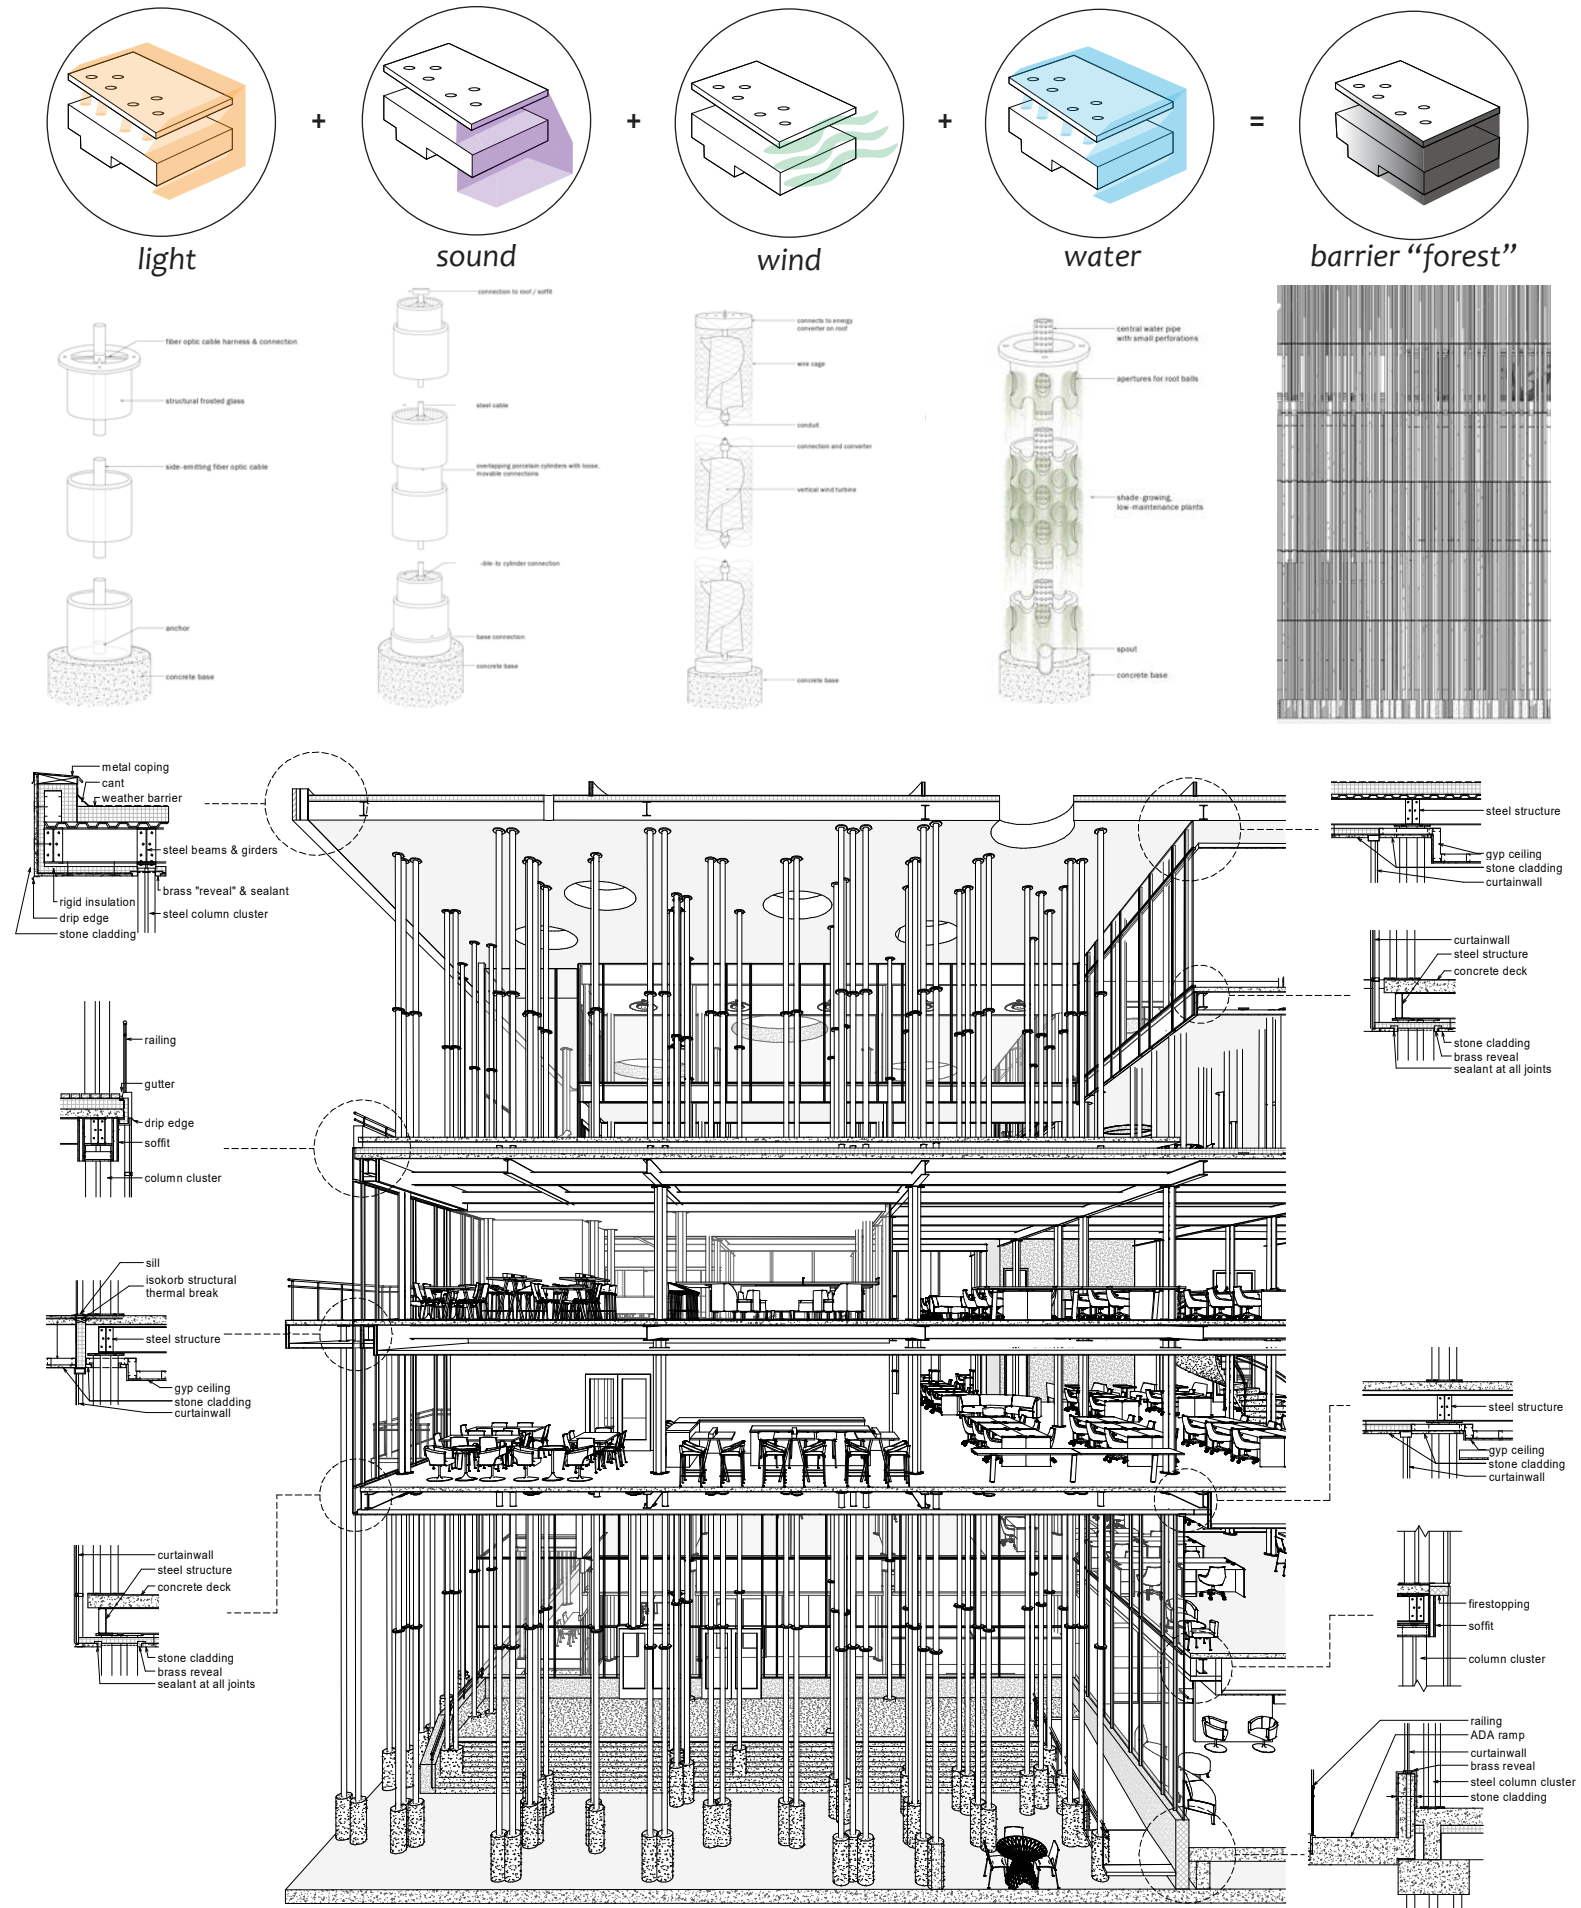 + + + =
light
sound
wind
water
barrier “forest”
fiber optic cable harness & connection
structural frosted glass
side-emitting fiber optic cable
anchor
concrete base
connection to roof / soffit
steel cable
overlapping porcelain cylinders with loose,
movable connections
-ble- to cylinder connection
base connection
concrete base
connects to energy
converter on roof
wire cage
conduit
connection and converter
vertical wind turbine
concrete base
central water pipe
with small perforations
apertures for root balls
shade-growing,
low-maintenance plants
spout
concrete base
metal coping
cant
weather barrier
steel beams & girders
brass "reveal" & sealant
rigid insulation
steel column cluster
drip edge
stone cladding
railing
gutter
drip edge
soffit
column cluster
sill
isokorb structural
thermal break
steel structure
gyp ceiling
stone cladding
curtainwall
curtainwall
steel structure
concrete deck
stone cladding
brass reveal
sealant at all joints
steel structure
gyp ceiling
stone cladding
curtainwall
curtainwall
steel structure
concrete deck
stone cladding
brass reveal
sealant at all joints
steel structure
gyp ceiling
stone cladding
curtainwall
firestopping
soffit
column cluster
railing
ADA ramp
curtainwall
brass reveal
steel column cluster
stone cladding